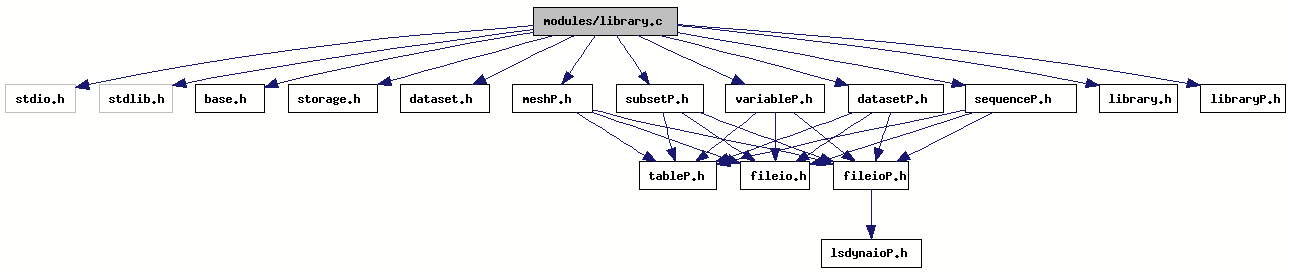 modules/library.c
stdio.h
stdlib.h
base.h
storage.h
dataset.h
meshP.h
subsetP.h
variableP.h
datasetP.h
sequenceP.h
library.h
libraryP.h
tableP.h
fileio.h
fileioP.h
lsdynaioP.h